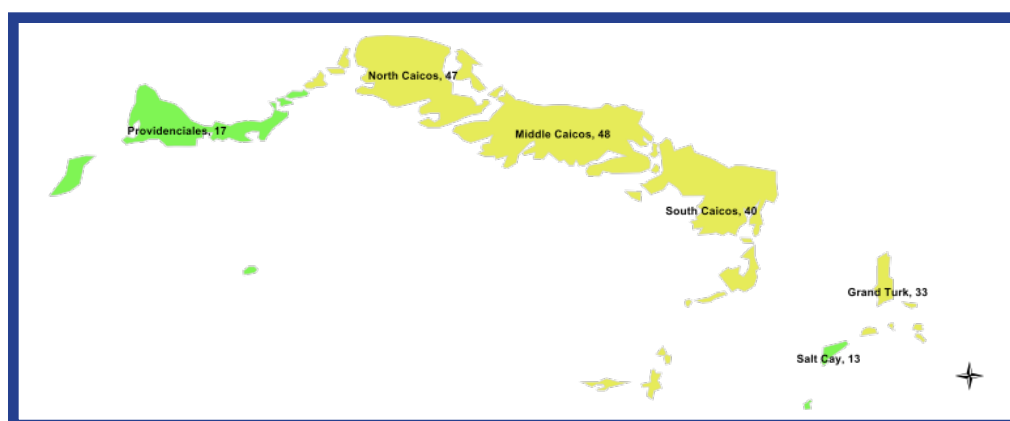 North Caicos, 47
Providenciales, 17
Middle Caicos, 48
South Caicos, 40
Grand Turk, 33
Salt Cay, 13